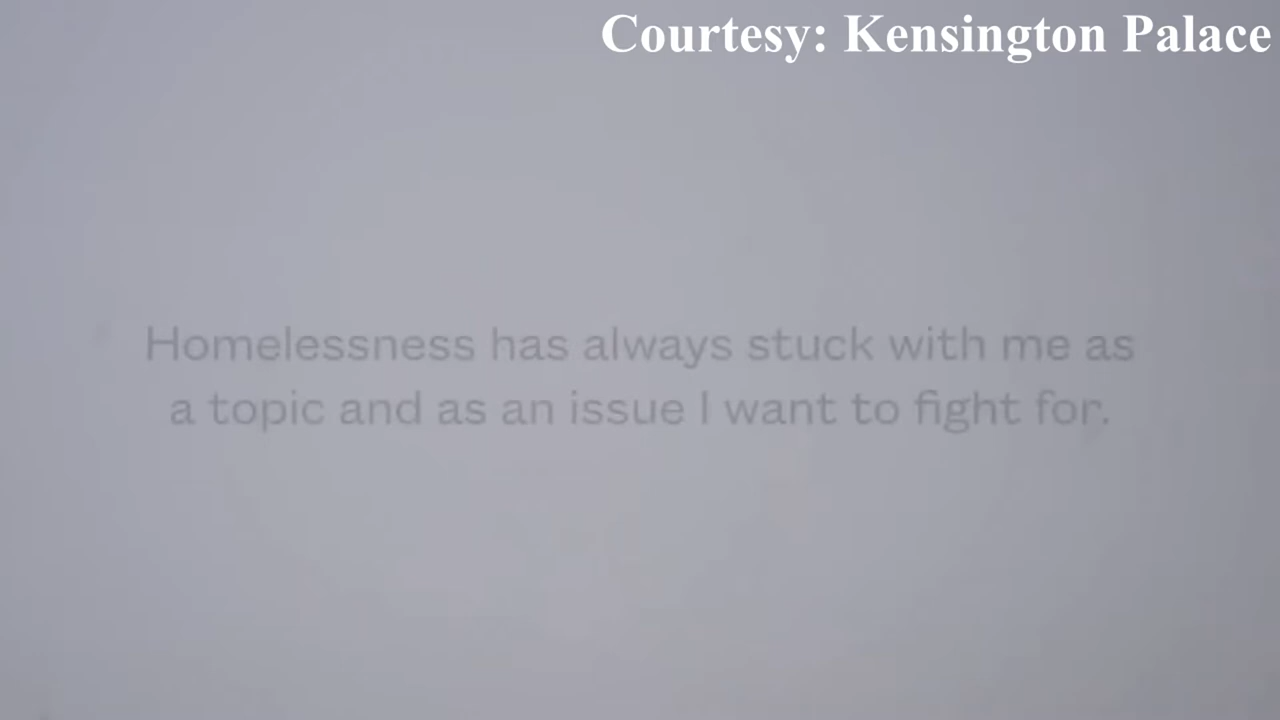 Courtesy: Kensington Palace
Homelessness has always stuck with me as
a topic and as an issue I want to fight for.